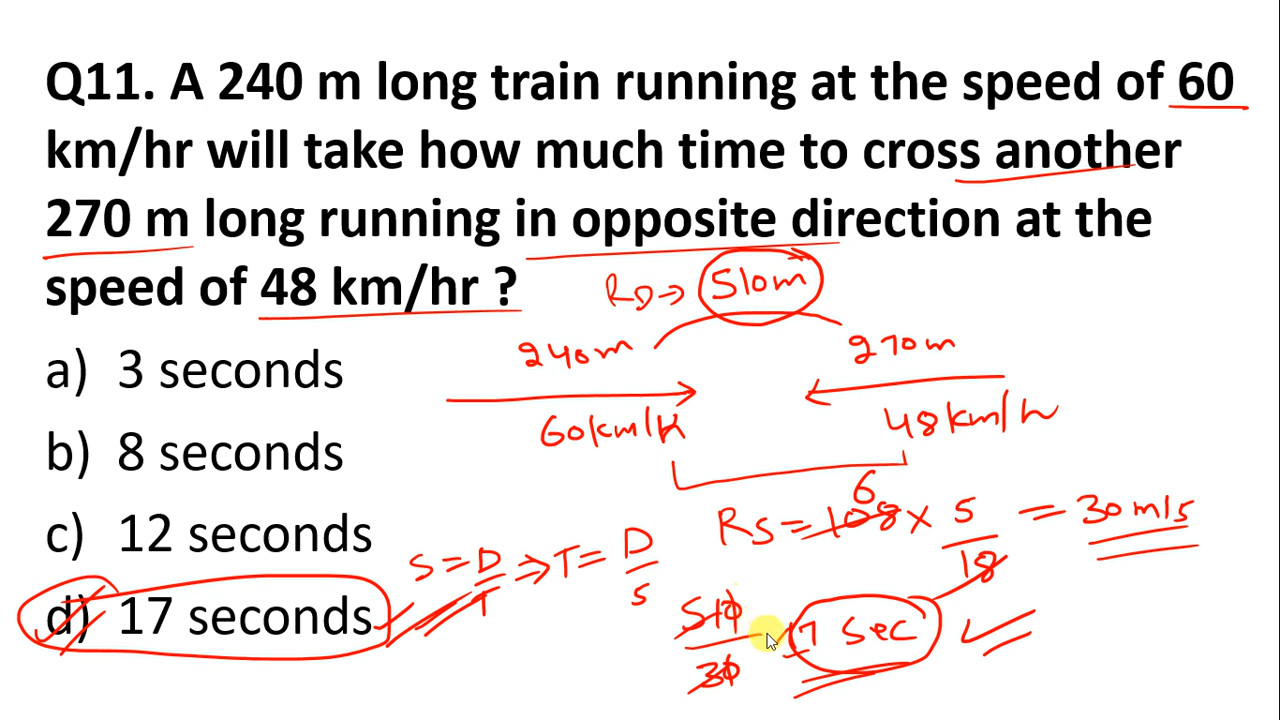 Q11. A 240 m long train running at the speed of 60
km/hr will take how much time to cross another
270 m long running in opposite direction at the
speed of 48 km/hr ?
RD → 510m
240m 270m
60km/h 48km/h
a) 3 seconds
b) 8 seconds
c) 12 seconds
d) 17 seconds
6
RS = 108 × 5/18 = 30m/s
S = D/T ⇒ T = D/S
510/30 17 sec